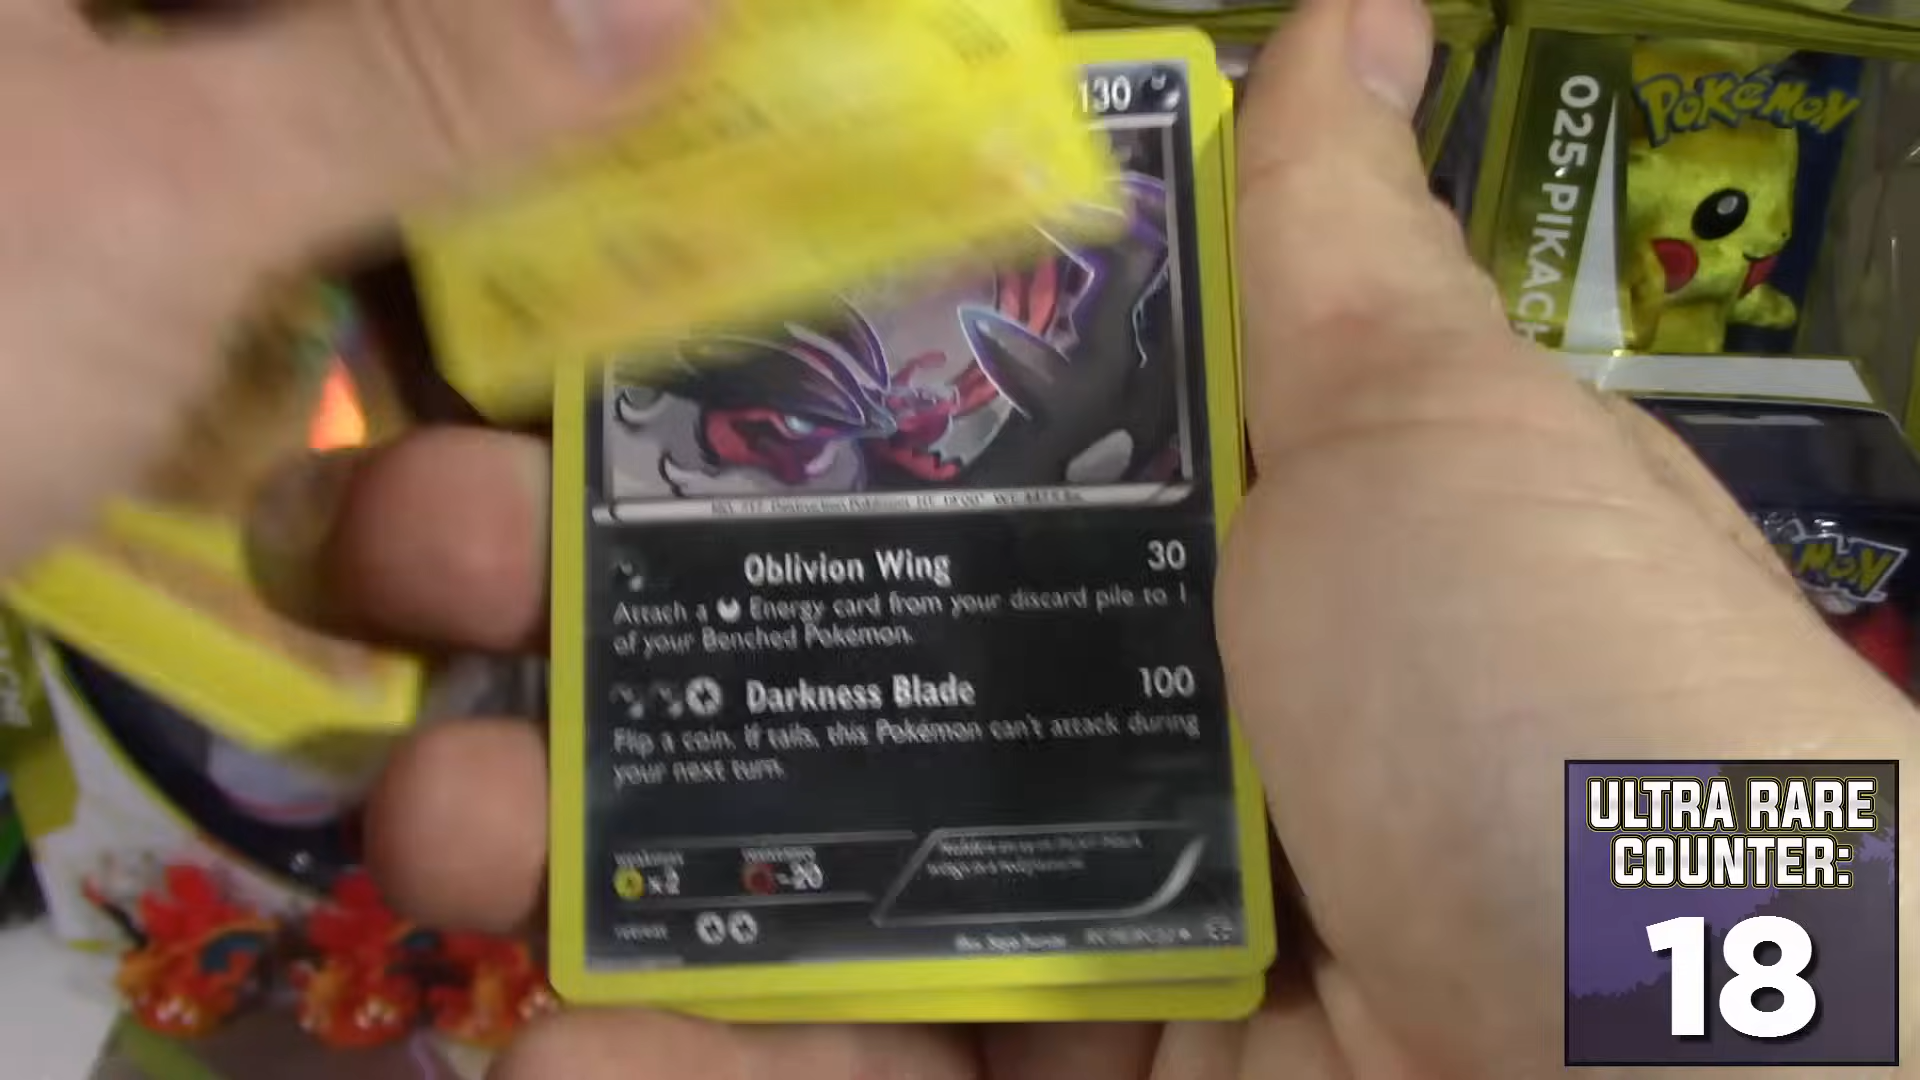 130
POKÉMON
025 PIKACH
Oblivion Wing 30
Attach a Energy card from your discard pile to 1
of your Benched Pokémon.
Darkness Blade 100
Flip a coin. If tails, this Pokémon can't attack during
your next turn.
x2 -20
MON
ULTRA RARE
COUNTER:
18